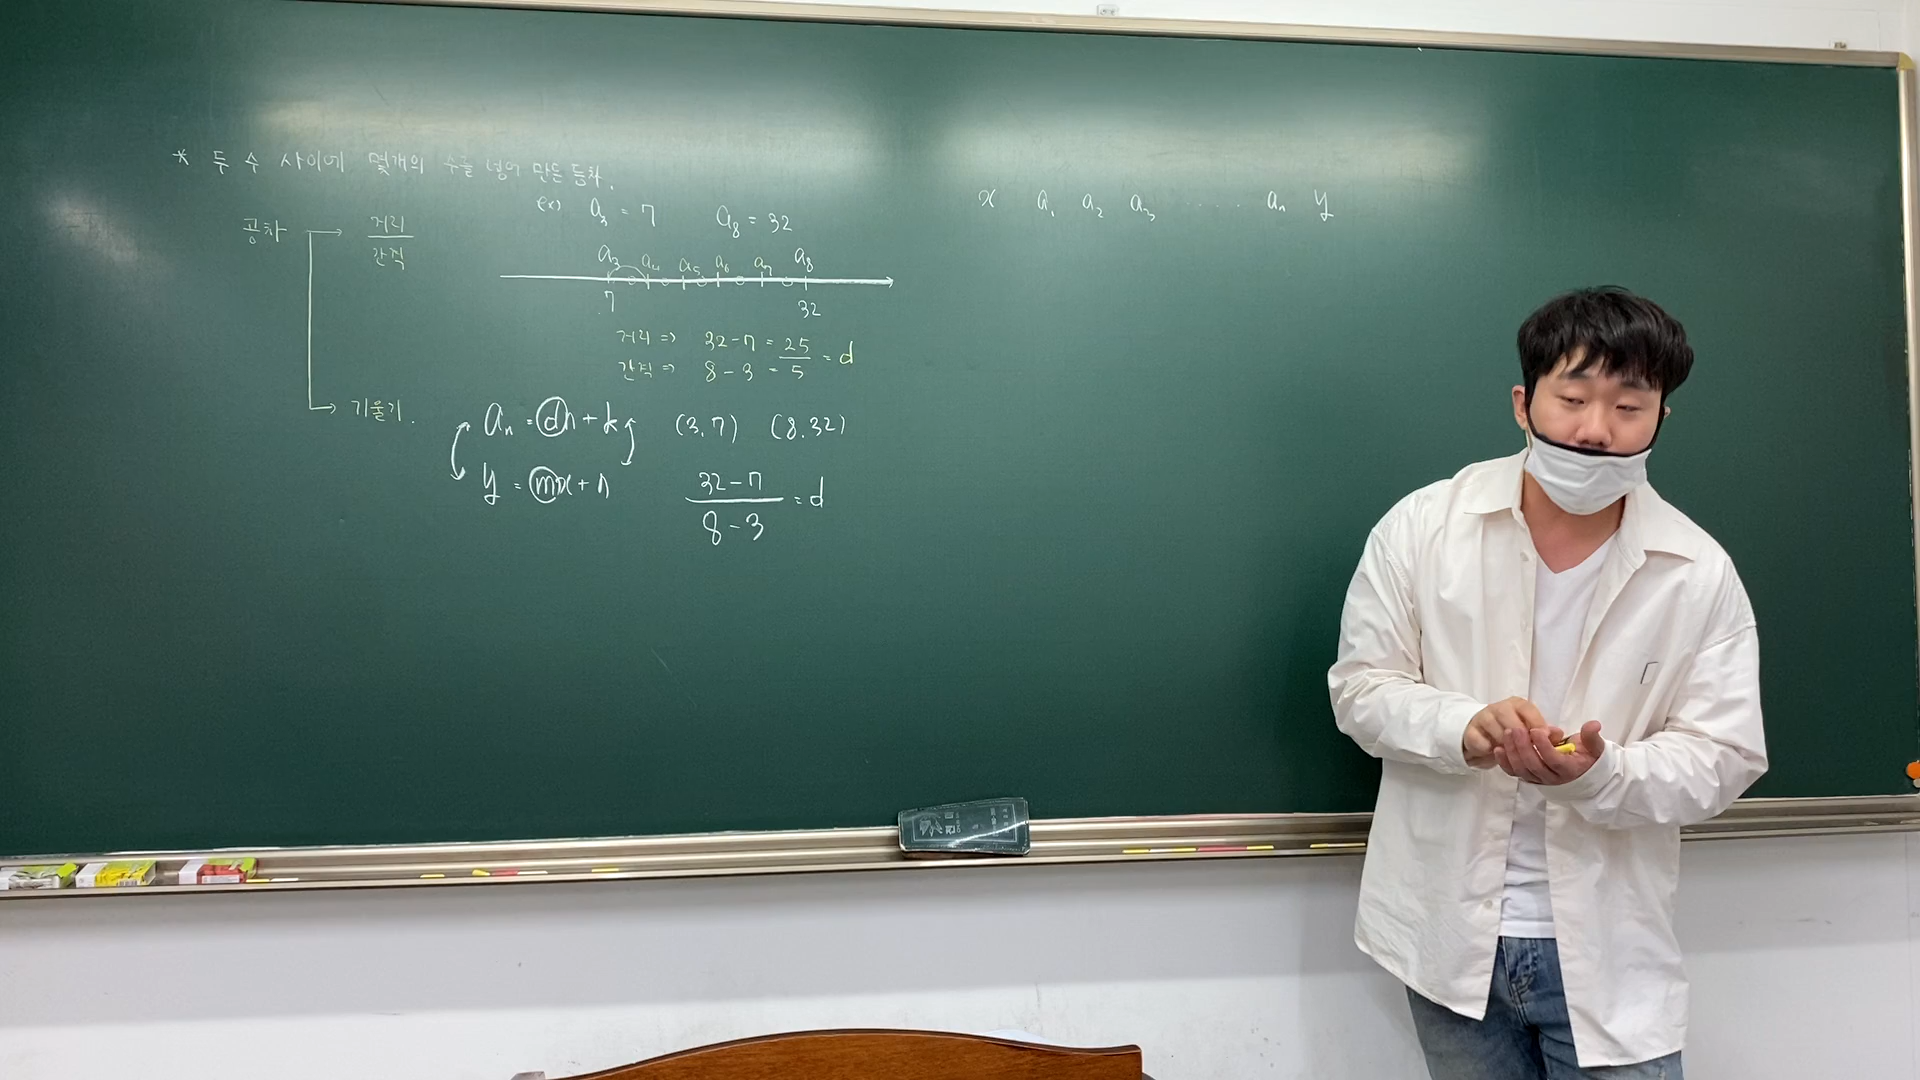 * 두 수 사이에 몇개의 수를 넣어 만든 등차.
공차 → 거리 / 간격
ex) a₃ = 7 a₈ = 32
a₃ a₄ a₅ a₆ a₇ a₈
7 32
거리 ⇒ 32-7 = 25
간격 ⇒ 8-3 = 5
= d
→ 기울기.
aₙ = dn + k (3,7) (8,32)
y = mx + n
32-7 / 8-3 = d
x a₁ a₂ a₃ ..... aₙ y